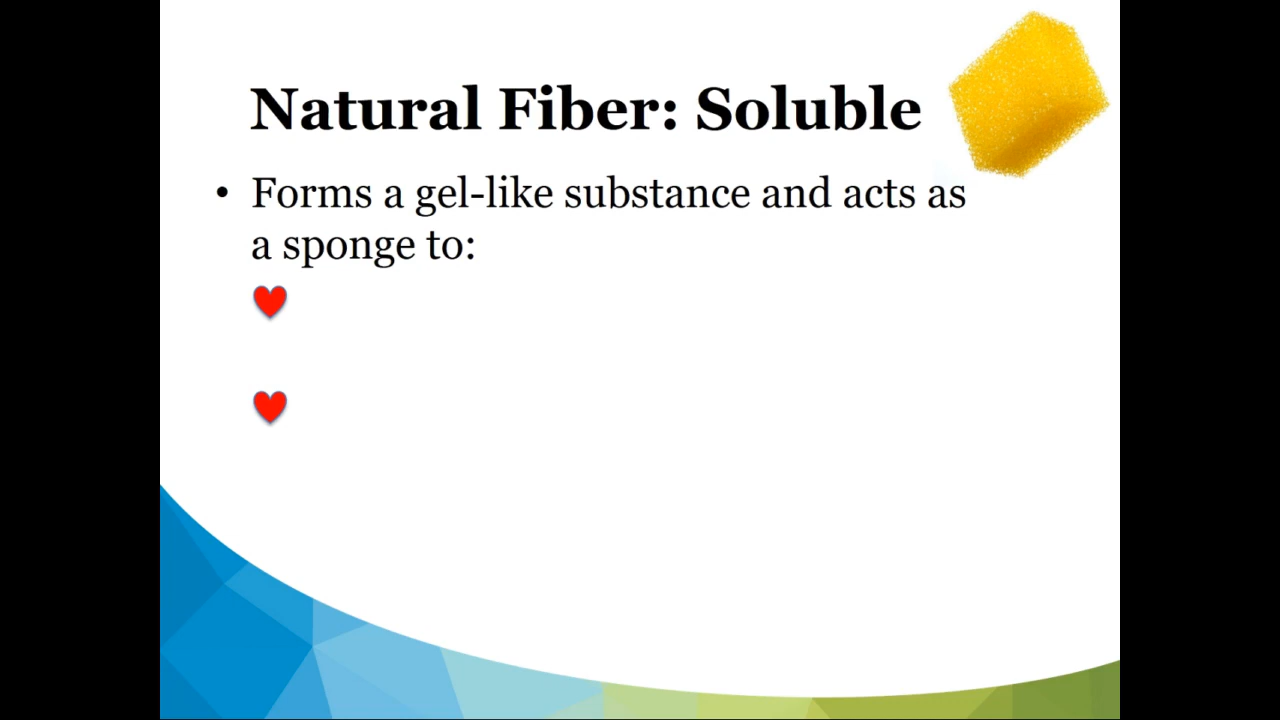 Natural Fiber: Soluble
• Forms a gel-like substance and acts as
a sponge to: